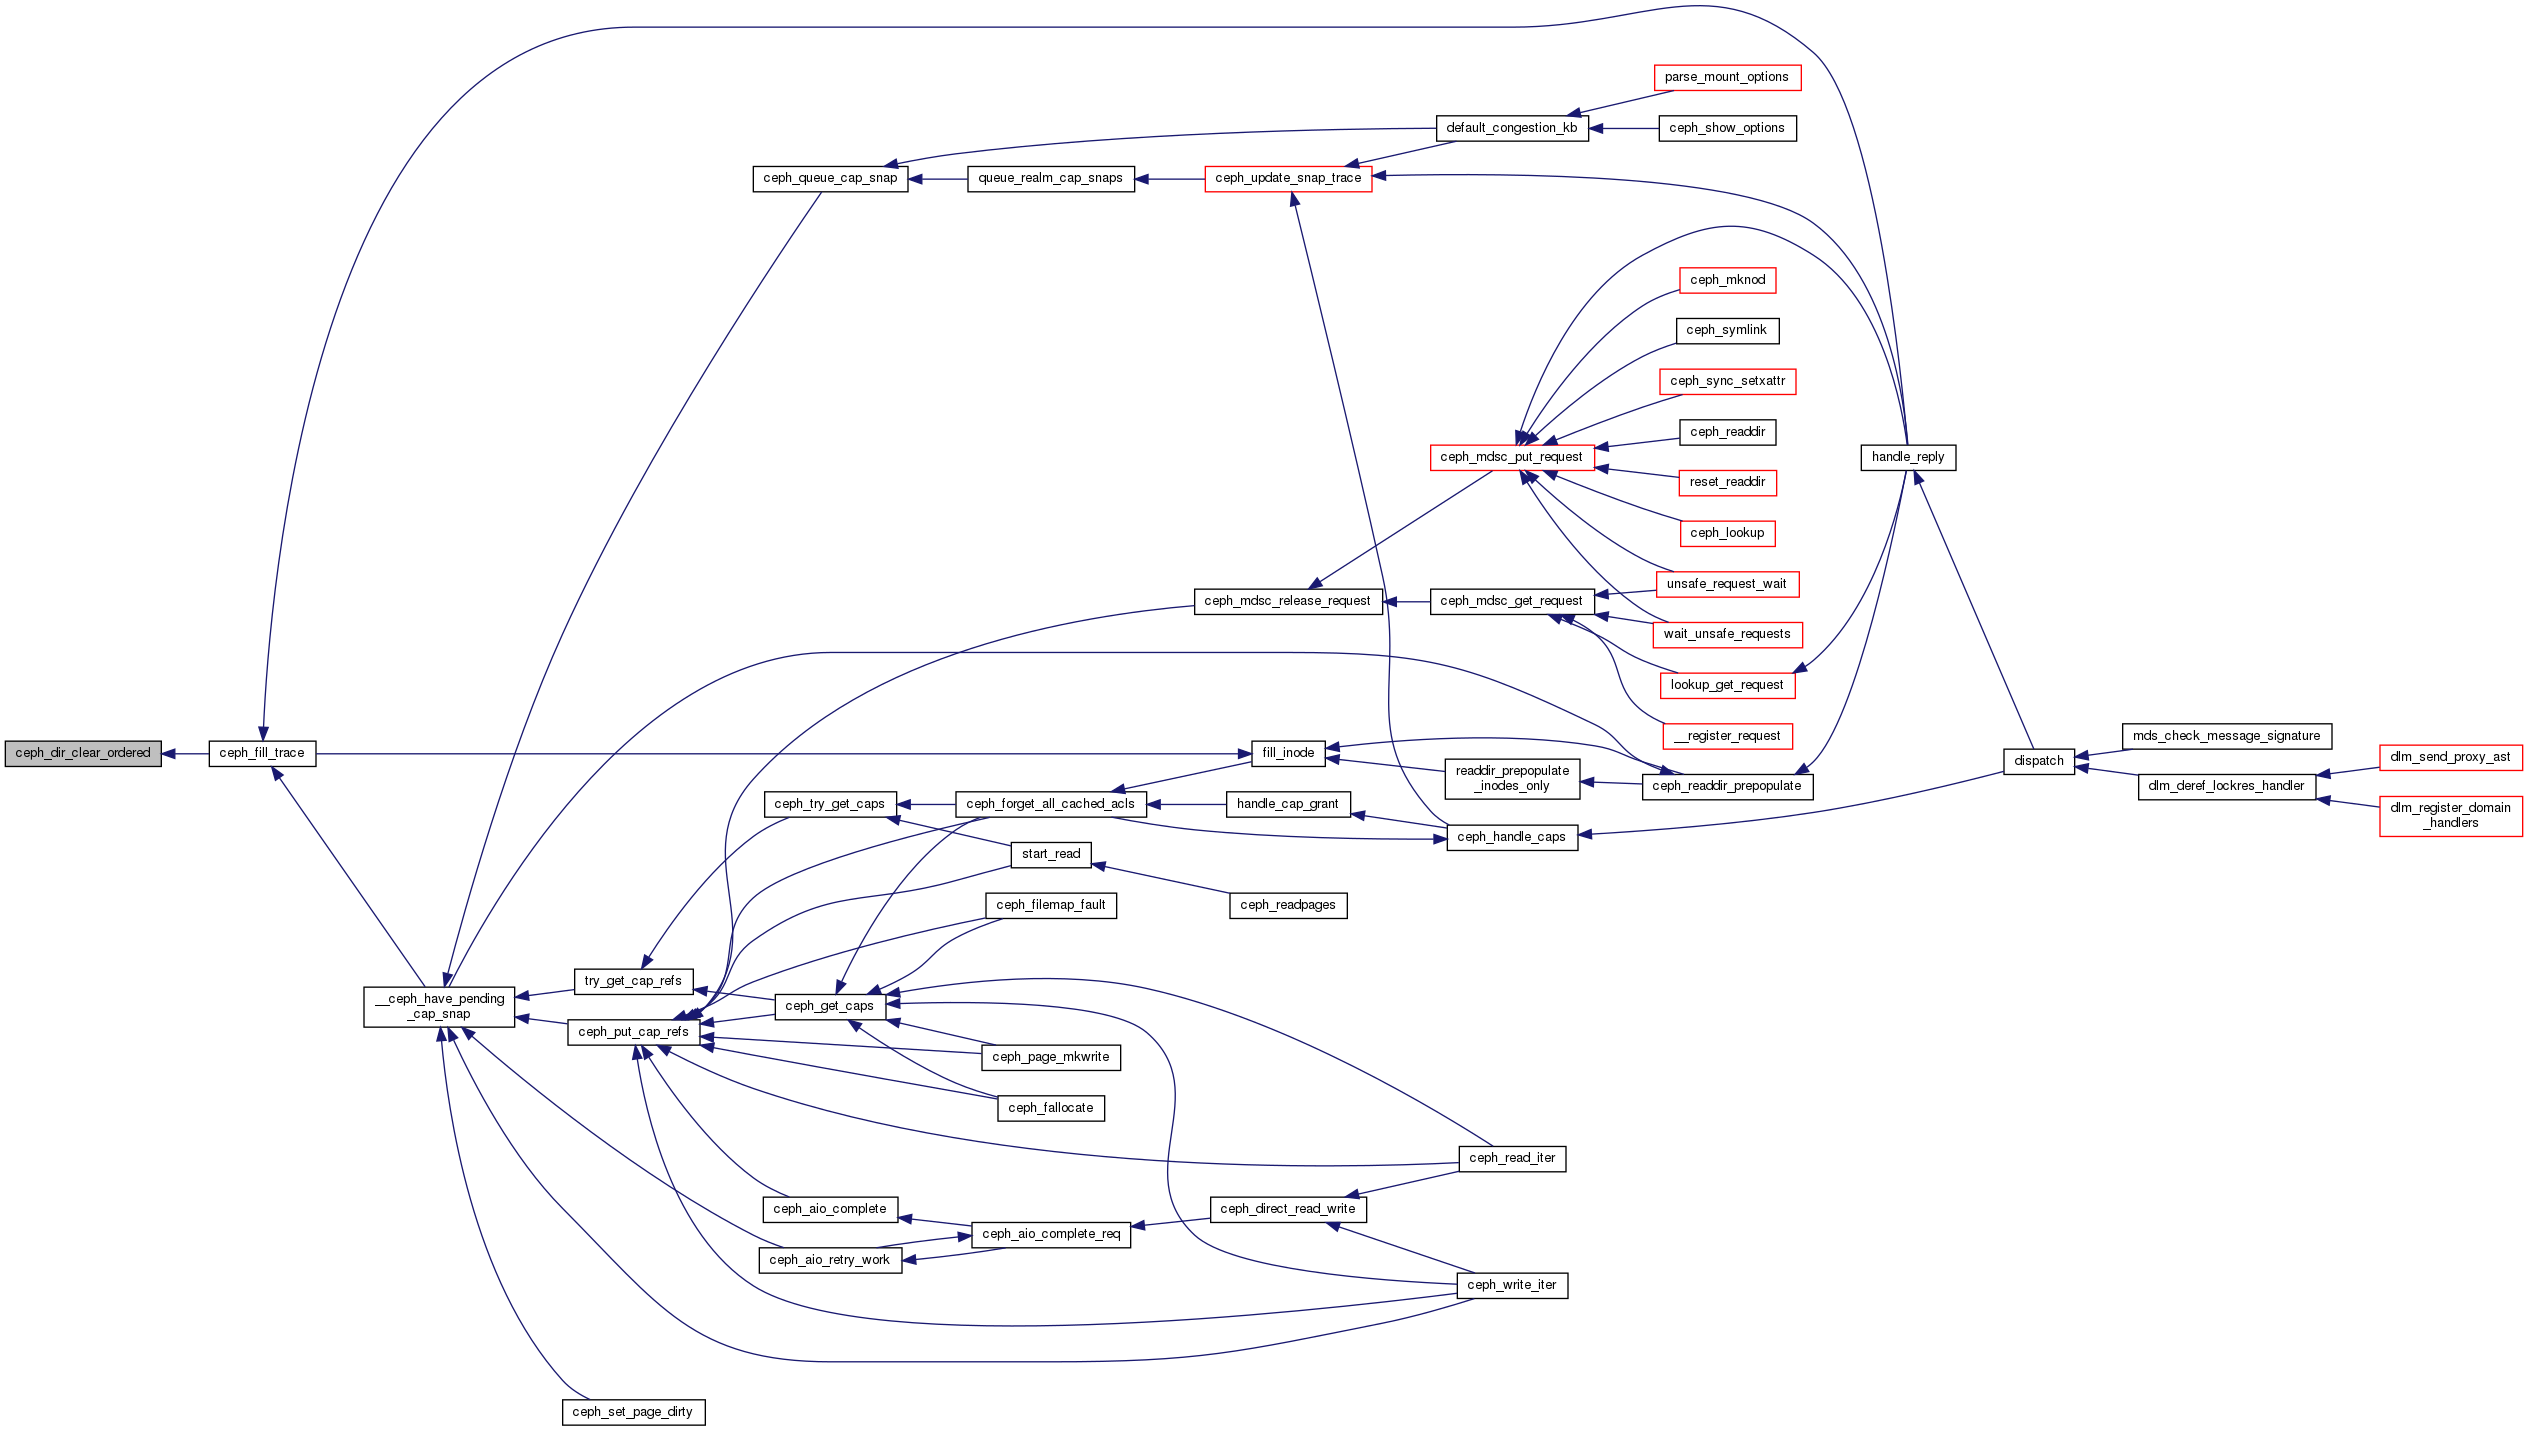 parse_mount_options
default_congestion_kb
ceph_show_options
ceph_queue_cap_snap
queue_realm_cap_snaps
ceph_update_snap_trace
ceph_mknod
ceph_symlink
ceph_sync_setxattr
ceph_readdir
ceph_mdsc_put_request
handle_reply
reset_readdir
ceph_lookup
unsafe_request_wait
ceph_mdsc_release_request
ceph_mdsc_get_request
wait_unsafe_requests
lookup_get_request
__register_request
mds_check_message_signature
ceph_dir_clear_ordered
ceph_fill_trace
fill_inode
dispatch
dlm_send_proxy_ast
readdir_prepopulate
_inodes_only
ceph_readdir_prepopulate
dlm_deref_lockres_handler
ceph_try_get_caps
ceph_forget_all_cached_acls
handle_cap_grant
dlm_register_domain
_handlers
ceph_handle_caps
start_read
ceph_readpages
ceph_filemap_fault
try_get_cap_refs
__ceph_have_pending
_cap_snap
ceph_get_caps
ceph_put_cap_refs
ceph_page_mkwrite
ceph_fallocate
ceph_read_iter
ceph_aio_complete
ceph_direct_read_write
ceph_aio_complete_req
ceph_aio_retry_work
ceph_write_iter
ceph_set_page_dirty